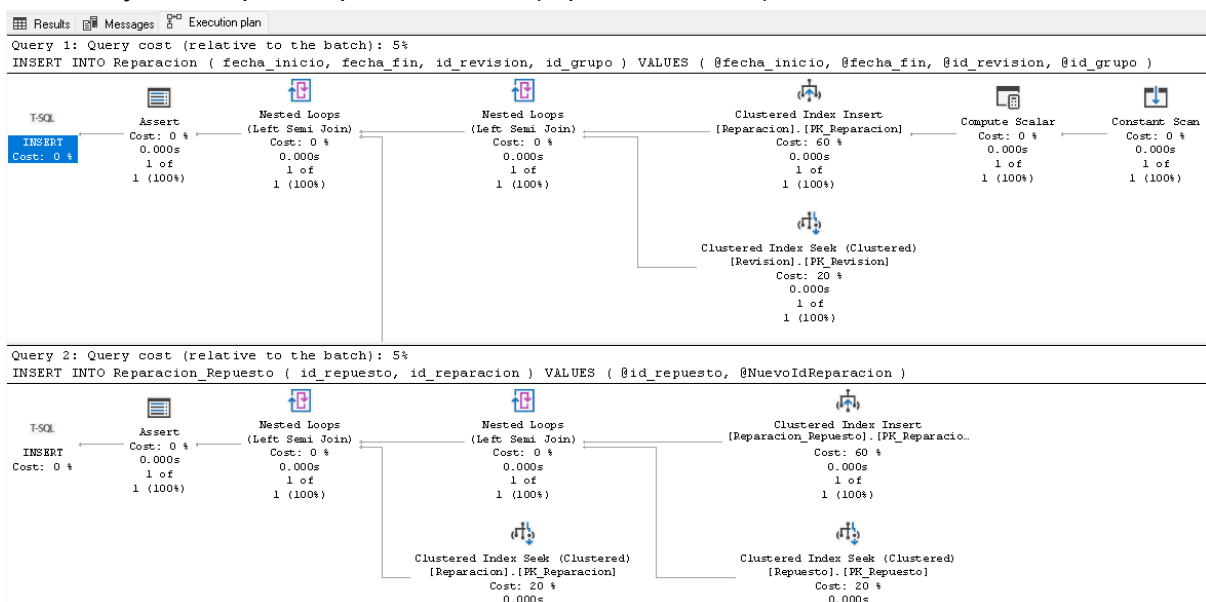 Results Messages Execution plan
Query 1: Query cost (relative to the batch): 5%
INSERT INTO Reparacion ( fecha_inicio, fecha_fin, id_revision, id_grupo ) VALUES ( @fecha_inicio, @fecha_fin, @id_revision, @id_grupo )
T-SQL
INSERT
Cost: 0 %
Assert
Cost: 0 %
0.000s
1 of
1 (100%)
Nested Loops
(Left Semi Join)
Cost: 0 %
0.000s
1 of
1 (100%)
Nested Loops
(Left Semi Join)
Cost: 0 %
0.000s
1 of
1 (100%)
Clustered Index Insert
[Reparacion].[PK_Reparacion]
Cost: 60 %
0.000s
1 of
1 (100%)
Compute Scalar
Cost: 0 %
0.000s
1 of
1 (100%)
Constant Scan
Cost: 0 %
0.000s
1 of
1 (100%)
Clustered Index Seek (Clustered)
[Revision].[PK_Revision]
Cost: 20 %
0.000s
1 of
1 (100%)
Query 2: Query cost (relative to the batch): 5%
INSERT INTO Reparacion_Repuesto ( id_repuesto, id_reparacion ) VALUES ( @id_repuesto, @NuevoIdReparacion )
T-SQL
INSERT
Cost: 0 %
Assert
Cost: 0 %
0.000s
1 of
1 (100%)
Nested Loops
(Left Semi Join)
Cost: 0 %
0.000s
1 of
1 (100%)
Nested Loops
(Left Semi Join)
Cost: 0 %
0.000s
1 of
1 (100%)
Clustered Index Insert
[Reparacion_Repuesto].[PK_Reparacio…
Cost: 60 %
0.000s
1 of
1 (100%)
Clustered Index Seek (Clustered)
[Reparacion].[PK_Reparacion]
Cost: 20 %
0.000s
Clustered Index Seek (Clustered)
[Repuesto].[PK_Repuesto]
Cost: 20 %
0.000s